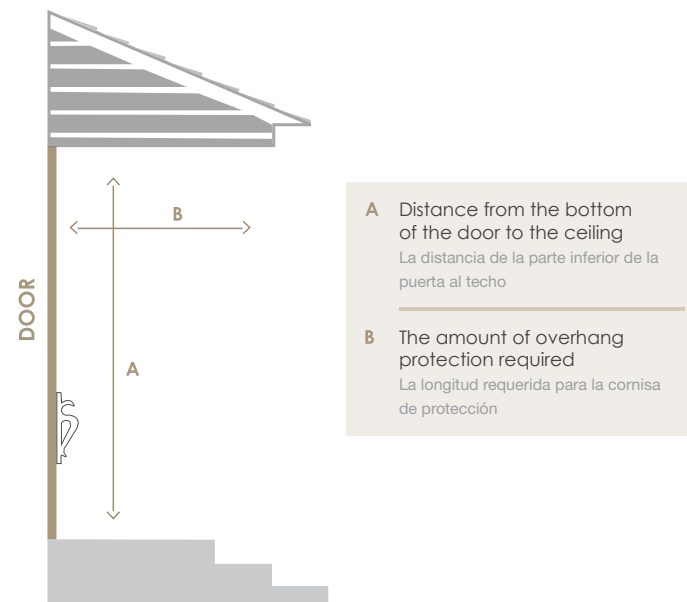 B
A
DOOR
A Distance from the bottom
of the door to the ceiling
La distancia de la parte inferior de la
puerta al techo
B The amount of overhang
protection required
La longitud requerida para la cornisa
de protección